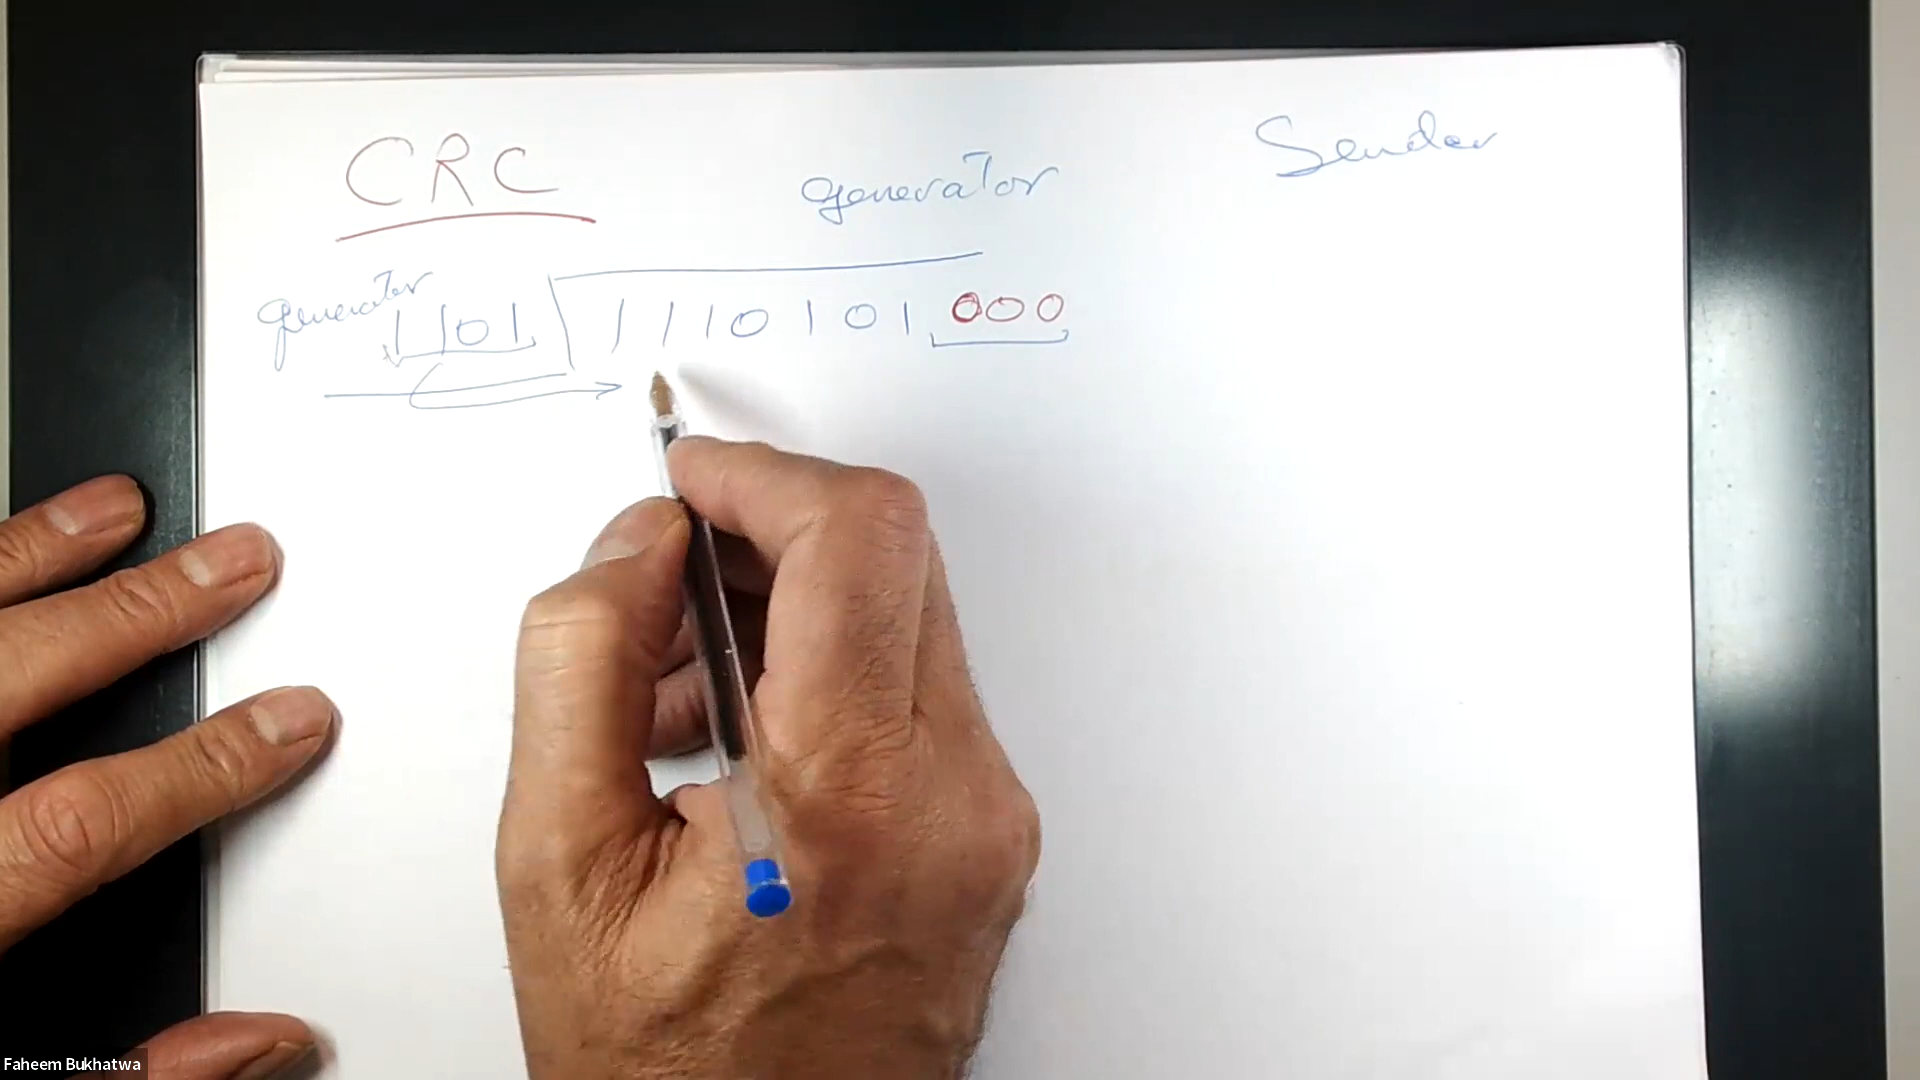 CRC
generator
Sender
generator
1101 1110101 000
Faheem Bukhatwa